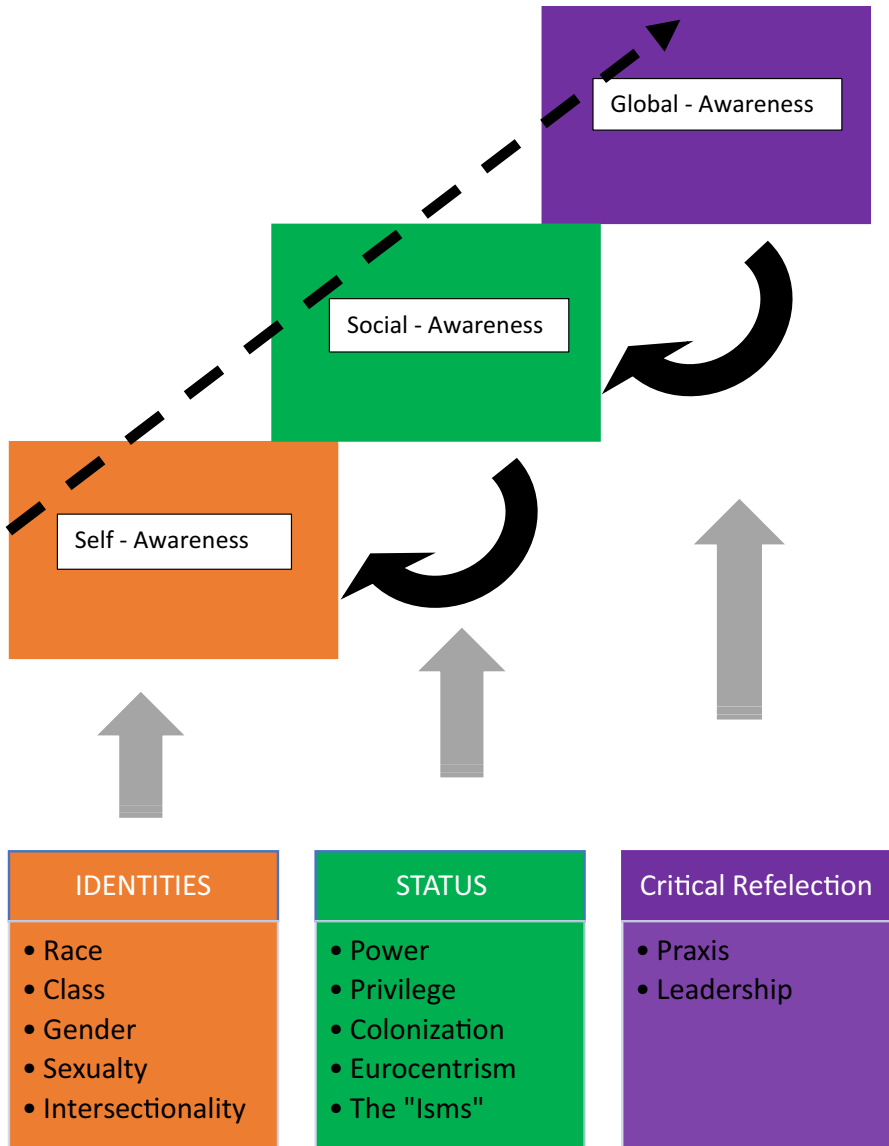 Global - Awareness
Social - Awareness
Self - Awareness
IDENTITIES
• Race
• Class
• Gender
• Sexualty
• Intersectionality
STATUS
• Power
• Privilege
• Colonization
• Eurocentrism
• The "Isms"
Critical Refelection
• Praxis
• Leadership